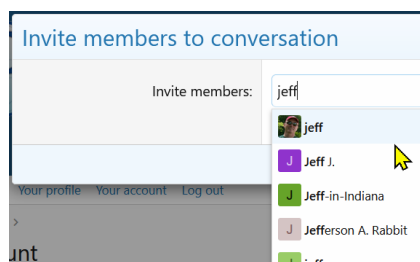 Invite members to conversation
Invite members: jeff
jeff
J Jeff J.
J Jeff-in-Indiana
Your profile Your account Log out
J Jefferson A. Rabbit
unt